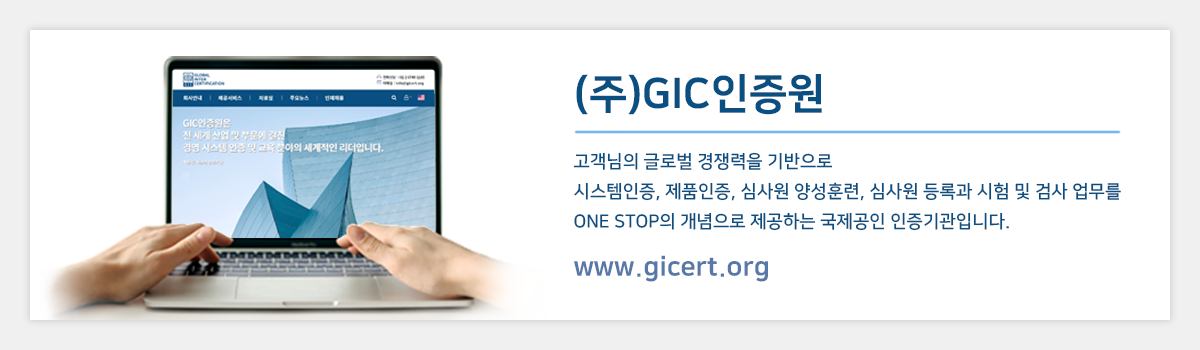 GLOBAL
INTER
CERTIFICATION
회사안내
제공서비스
자료실
주요뉴스
인재채용
GIC인증원은
전 세계 산업 및 부문에 걸친
경영 시스템 인증 및 교육 분야의 세계적인 리더입니다.
(주)GIC인증원
고객님의 글로벌 경쟁력을 기반으로
시스템인증, 제품인증, 심사원 양성훈련, 심사원 등록과 시험 및 검사 업무를
ONE STOP의 개념으로 제공하는 국제공인 인증기관입니다.
www.gicert.org